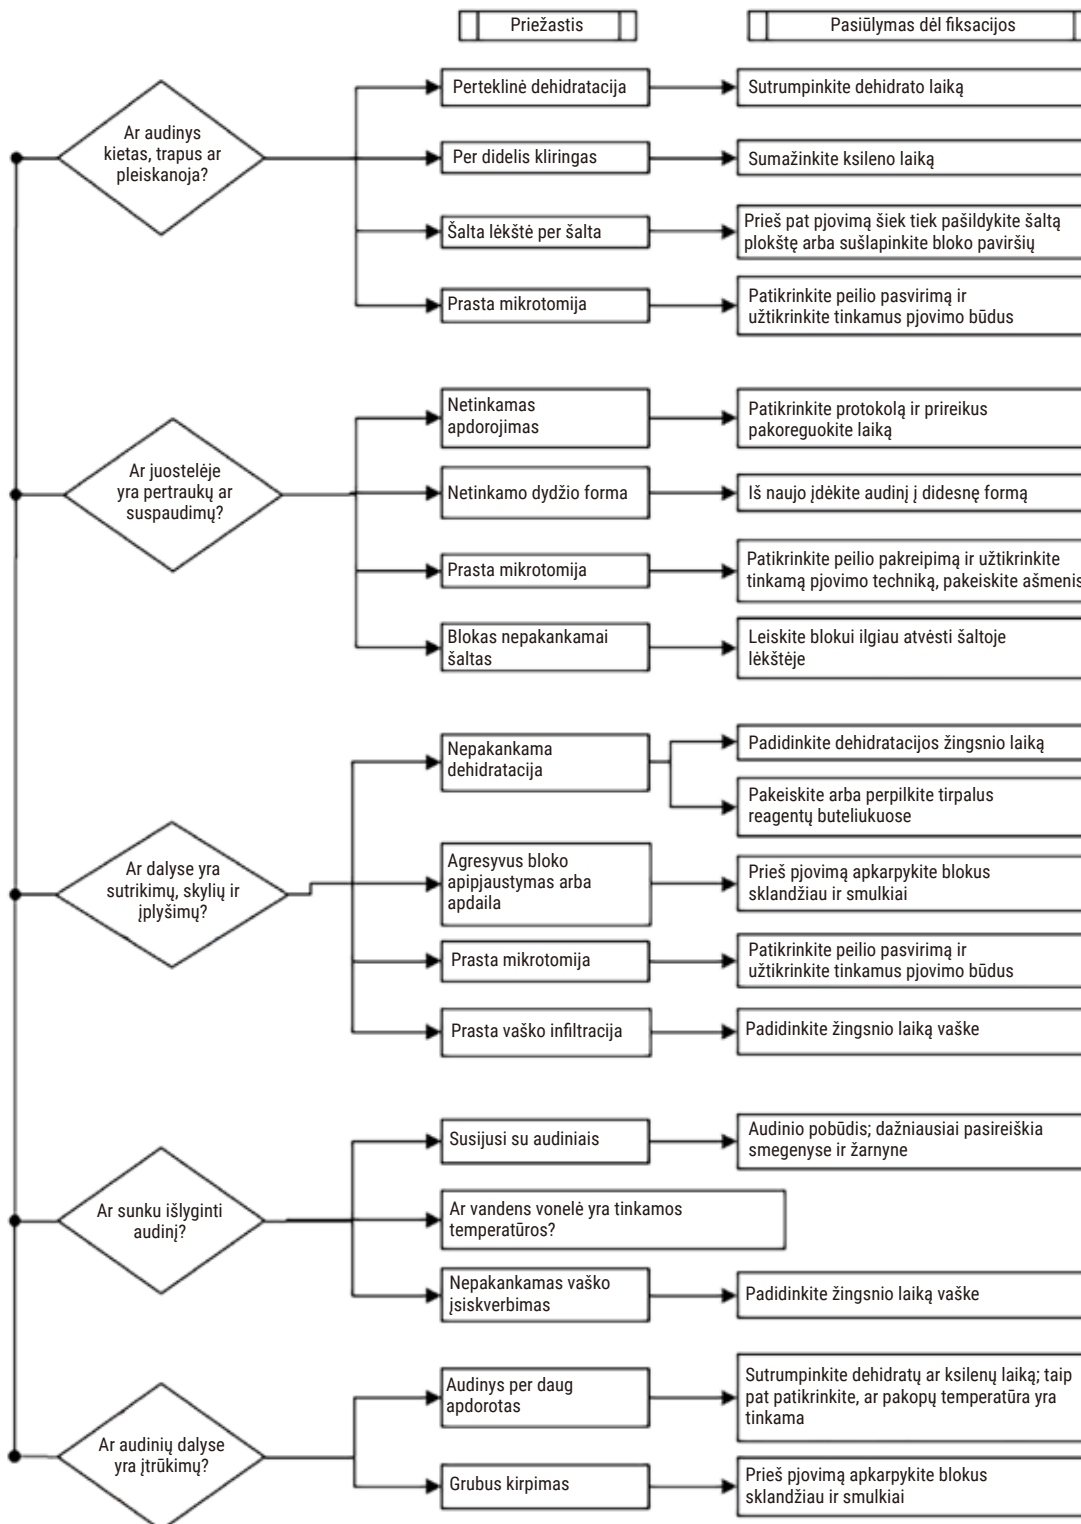 Priežastis
Pasiūlymas dėl fiksacijos
Ar audinys
kietas, trapus ar
pleiskanoja?
Perteklinė dehidratacija
Sutrumpinkite dehidrato laiką
Per didelis kliringas
Sumažinkite ksileno laiką
Šalta lėkštė per šalta
Prieš pat pjovimą šiek tiek pašildykite šaltą
plokštę arba sušlapinkite bloko paviršių
Prasta mikrotomija
Patikrinkite peilio pasvirimą ir
užtikrinkite tinkamus pjovimo būdus
Ar juostelėje
yra pertraukų ar
suspaudimų?
Netinkamas
apdorojimas
Patikrinkite protokolą ir prireikus
pakoreguokite laiką
Netinkamo dydžio forma
Iš naujo įdėkite audinį į didesnę formą
Prasta mikrotomija
Patikrinkite peilio pakreipimą ir užtikrinkite
tinkamą pjovimo techniką, pakeiskite ašmenis
Blokas nepakankamai
šaltas
Leiskite blokui ilgiau atvėsti šaltoje
lėkštėje
Ar dalyse yra
sutrikimų, skylių ir
įplyšimų?
Nepakankama
dehidratacija
Padidinkite dehidratacijos žingsnio laiką
Pakeiskite arba perpilkite tirpalus
reagentų buteliukuose
Agresyvus bloko
apipjaustymas arba
apdaila
Prieš pjovimą apkarpykite blokus
sklandžiau ir smulkiai
Prasta mikrotomija
Patikrinkite peilio pasvirimą ir
užtikrinkite tinkamus pjovimo būdus
Prasta vaško infiltracija
Padidinkite žingsnio laiką vaške
Ar sunku išlyginti
audinį?
Susijusi su audiniais
Audinio pobūdis; dažniausiai pasireiškia
smegenyse ir žarnyne
Ar vandens vonelė yra tinkamos
temperatūros?
Nepakankamas vaško
įsiskverbimas
Padidinkite žingsnio laiką vaške
Ar audinių dalyse
yra įtrūkimų?
Audinys per daug
apdorotas
Sutrumpinkite dehidratų ar ksilenų laiką; taip
pat patikrinkite, ar pakopų temperatūra yra
tinkama
Grubus kirpimas
Prieš pjovimą apkarpykite blokus
sklandžiau ir smulkiai